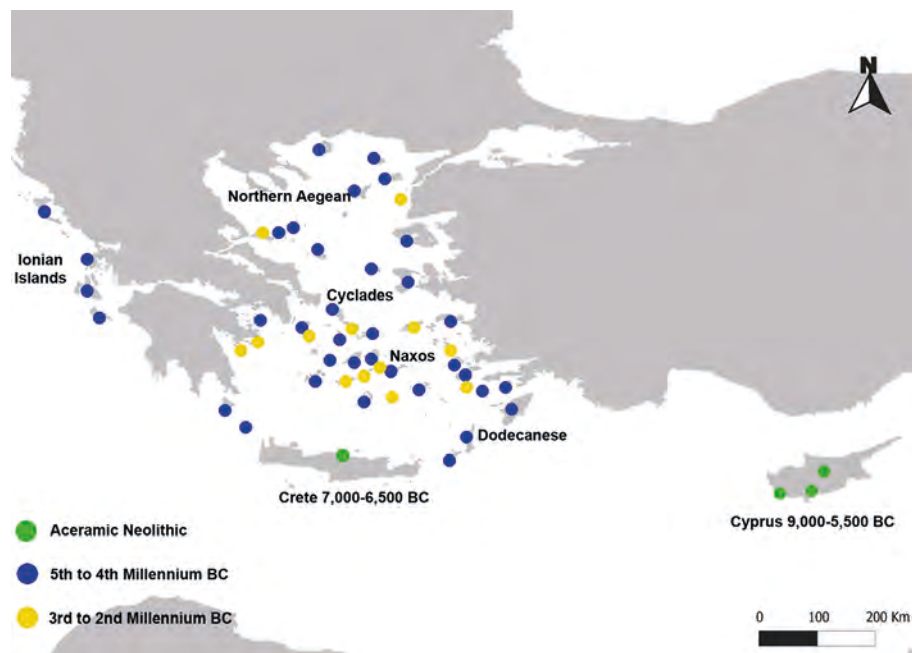 N
Northern Aegean
Ionian
Islands
Cyclades
Naxos
Dodecanese
Crete 7,000-6,500 BC
Cyprus 9,000-5,500 BC
Aceramic Neolithic
5th to 4th Millennium BC
3rd to 2nd Millennium BC
0 100 200 Km